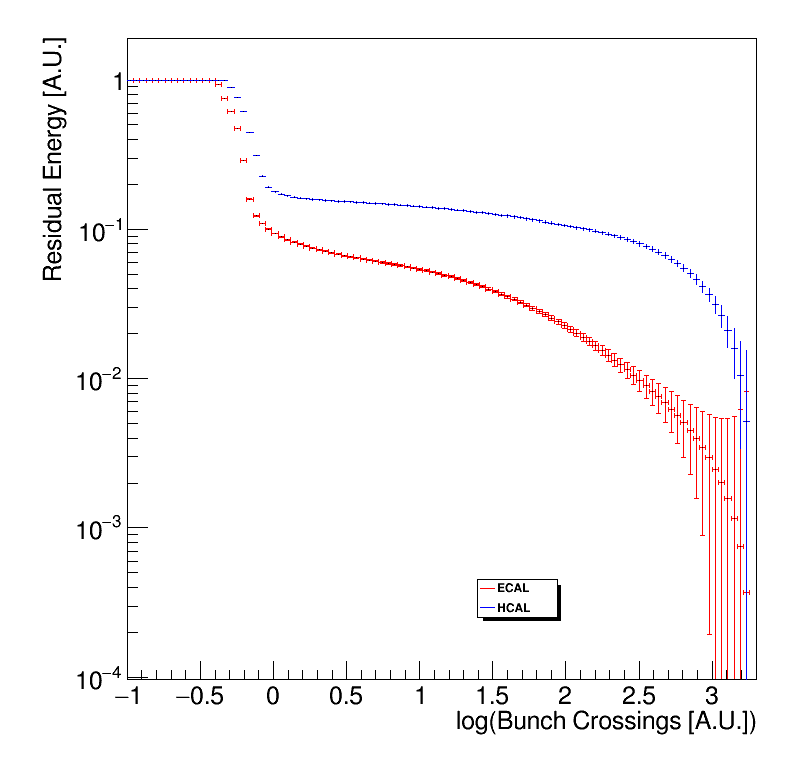 Residual Energy [A.U.]
1
10⁻¹
10⁻²
10⁻³
10⁻⁴
ECAL
HCAL
−1 −0.5 0 0.5 1 1.5 2 2.5 3
log(Bunch Crossings [A.U.])